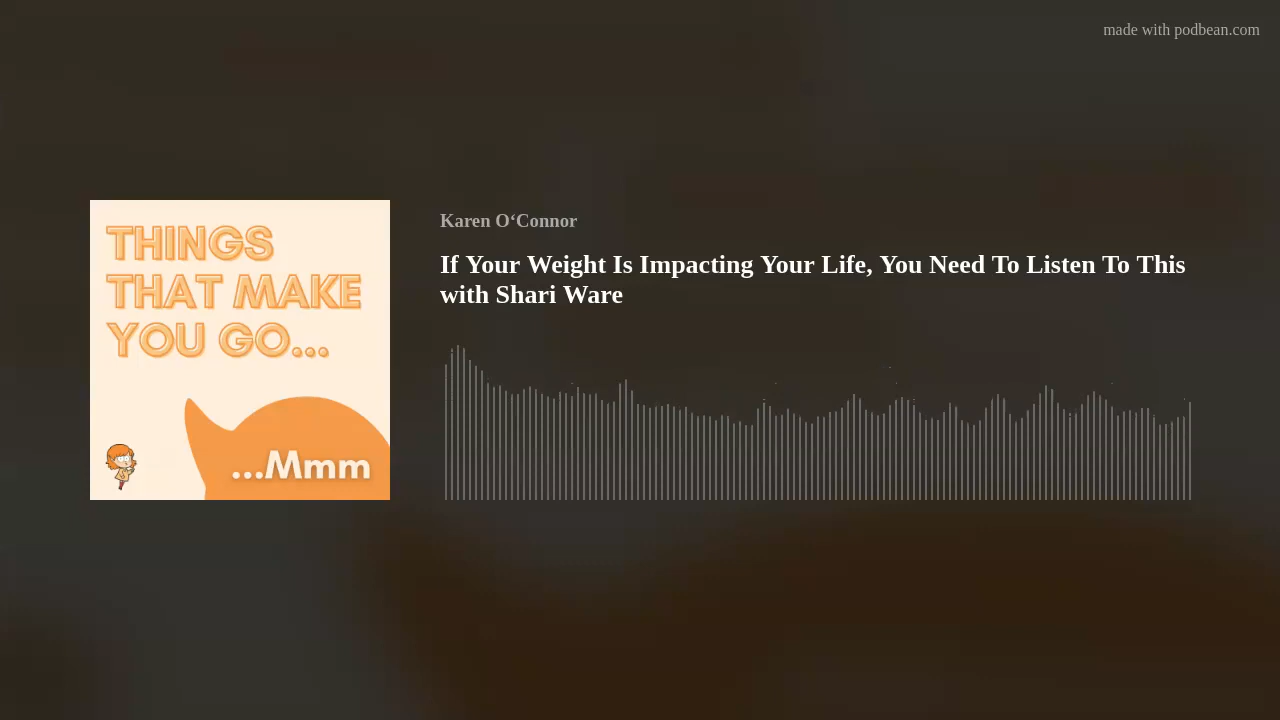 made with podbean.com
THINGS
THAT MAKE
YOU GO...
...Mmm
Karen O‘Connor
If Your Weight Is Impacting Your Life, You Need To Listen To This
with Shari Ware